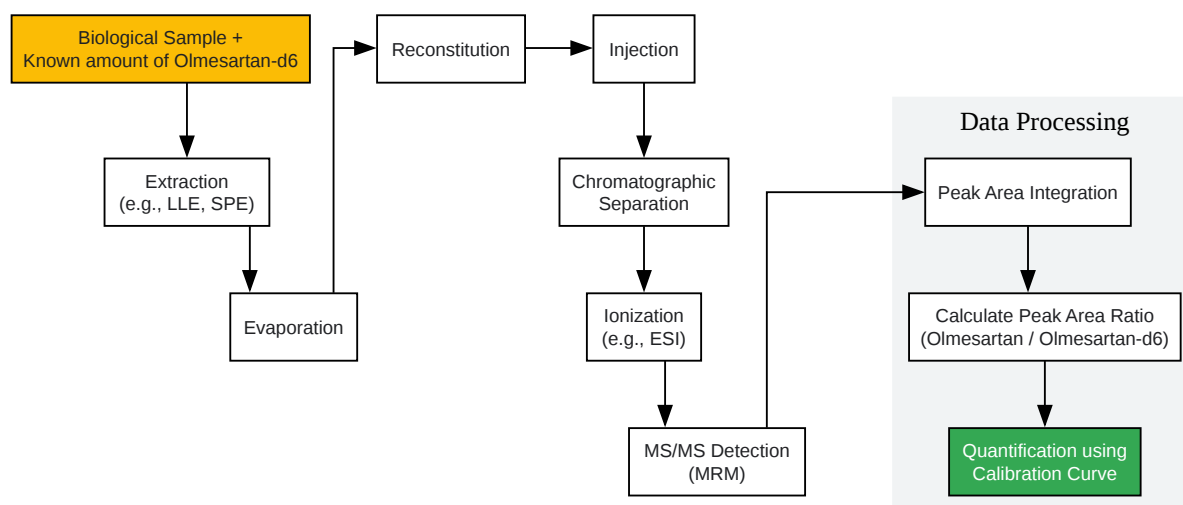 Biological Sample +
Known amount of Olmesartan-d6
Extraction
(e.g., LLE, SPE)
Evaporation
Reconstitution
Injection
Chromatographic
Separation
Ionization
(e.g., ESI)
MS/MS Detection
(MRM)
Data Processing
Peak Area Integration
Calculate Peak Area Ratio
(Olmesartan / Olmesartan-d6)
Quantification using
Calibration Curve